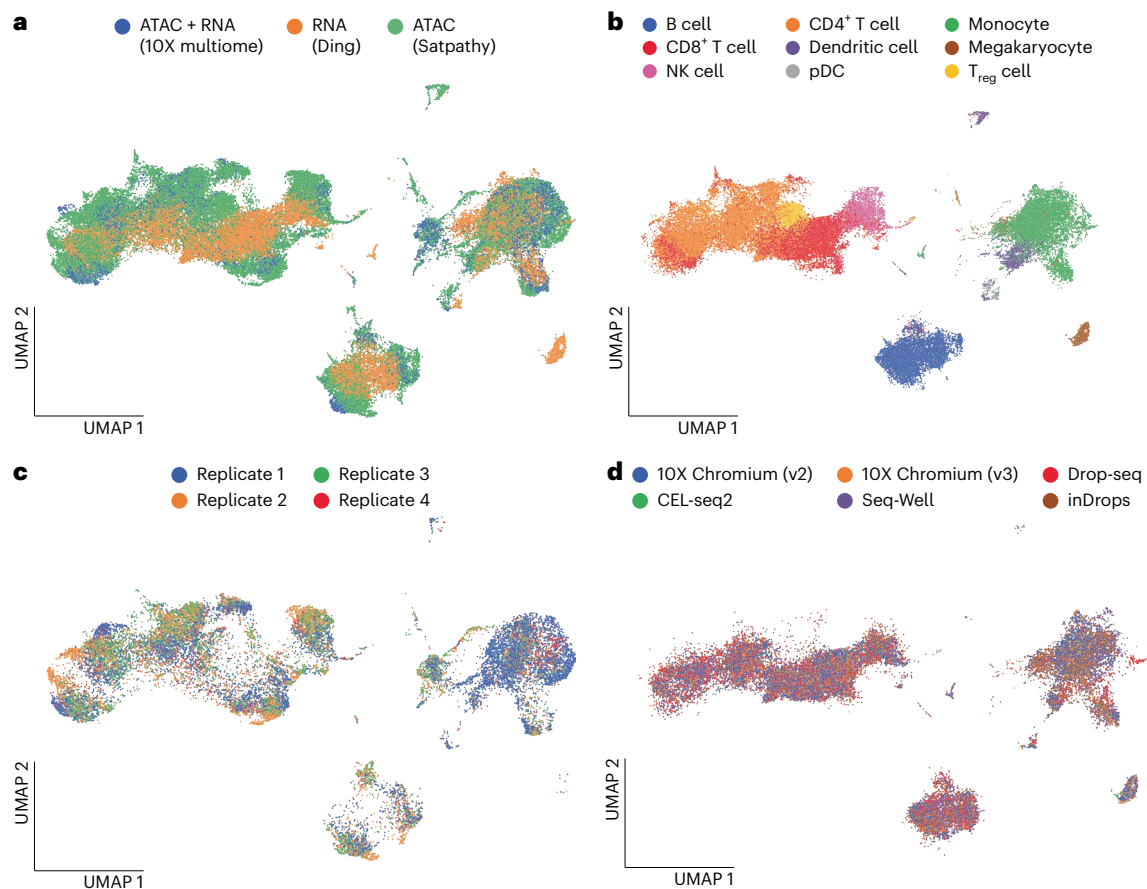 a
ATAC + RNA
(10X multiome)
RNA
(Ding)
ATAC
(Satpathy)
UMAP 2
UMAP 1
b
B cell
CD4⁺ T cell
Monocyte
CD8⁺ T cell
Dendritic cell
Megakaryocyte
NK cell
pDC
T_reg cell
UMAP 2
UMAP 1
c
Replicate 1
Replicate 3
Replicate 2
Replicate 4
UMAP 2
UMAP 1
d
10X Chromium (v2)
10X Chromium (v3)
Drop-seq
CEL-seq2
Seq-Well
inDrops
UMAP 2
UMAP 1